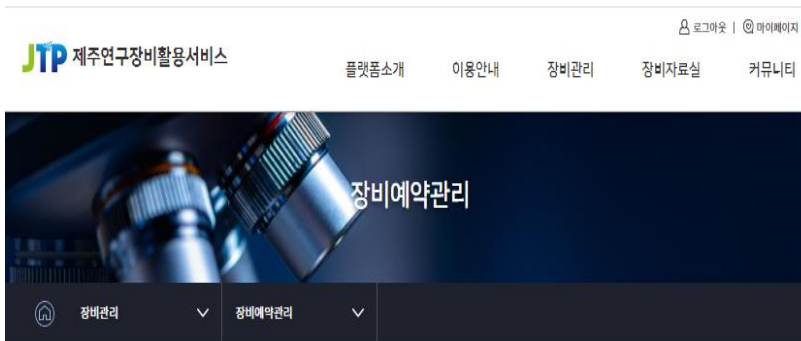 로그아웃 | 마이페이지
JTP 제주연구장비활용서비스
플랫폼소개 이용안내 장비관리 장비자료실 커뮤니티
장비예약관리
장비관리 장비예약관리